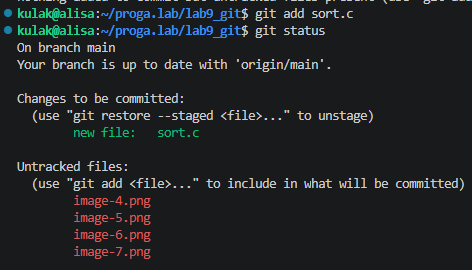 kulak@alisa:~/proga.lab/lab9_git$ git add sort.c
kulak@alisa:~/proga.lab/lab9_git$ git status
On branch main
Your branch is up to date with 'origin/main'.
Changes to be committed:
(use "git restore --staged <file>..." to unstage)
new file: sort.c
Untracked files:
(use "git add <file>..." to include in what will be committed)
image-4.png
image-5.png
image-6.png
image-7.png